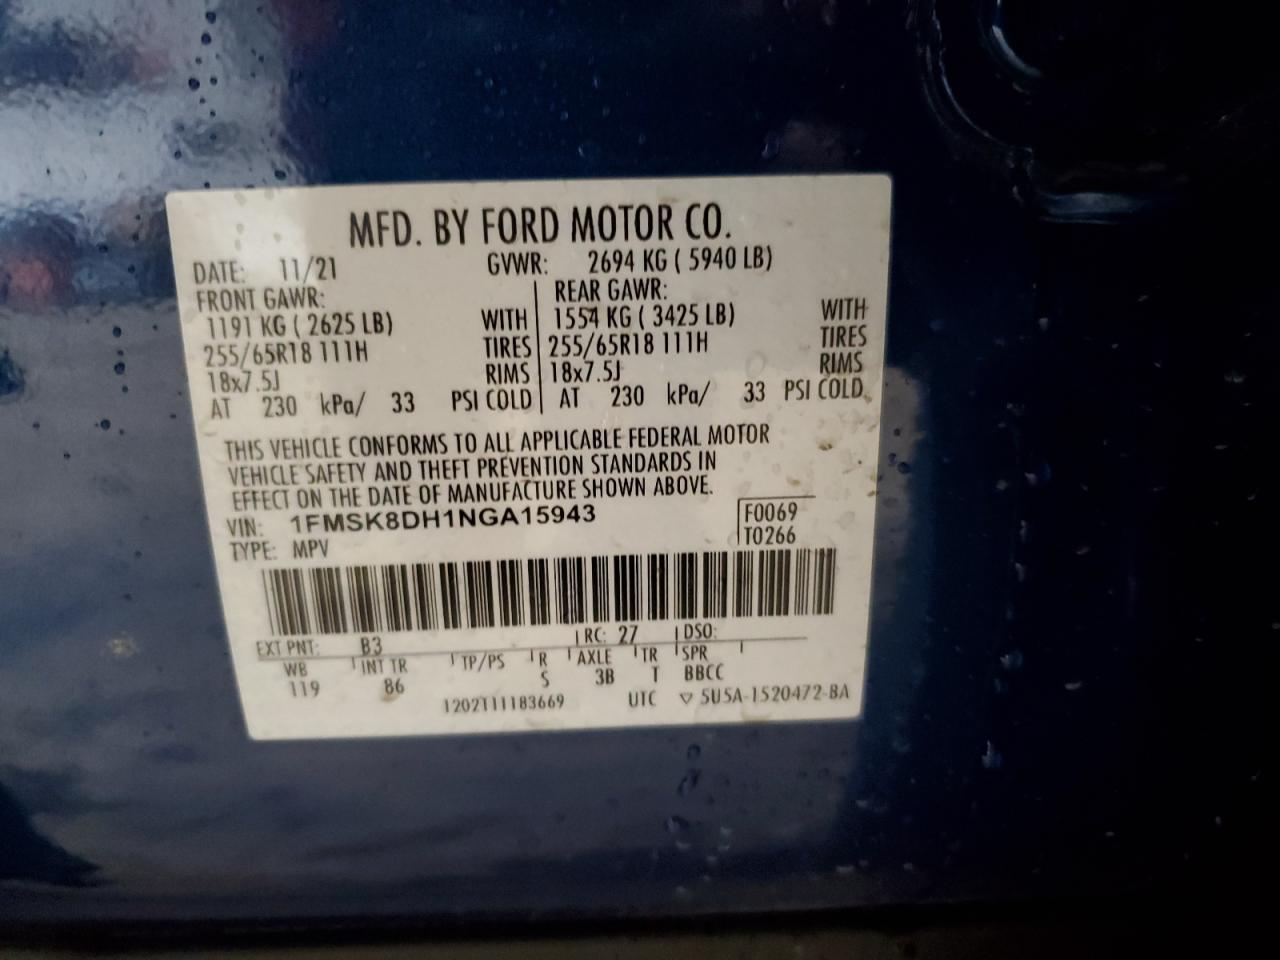 MFD. BY FORD MOTOR CO.
DATE: 11/21 GVWR: 2694 KG ( 5940 LB)
FRONT GAWR: REAR GAWR:
1191 KG ( 2625 LB) WITH 1554 KG ( 3425 LB) WITH
255/65R18 111H TIRES 255/65R18 111H TIRES
18x7.5J RIMS 18x7.5J RIMS
AT 230 kPa/ 33 PSI COLD AT 230 kPa/ 33 PSI COLD
THIS VEHICLE CONFORMS TO ALL APPLICABLE FEDERAL MOTOR
VEHICLE SAFETY AND THEFT PREVENTION STANDARDS IN
EFFECT ON THE DATE OF MANUFACTURE SHOWN ABOVE.
VIN: 1FMSK8DH1NGA15943 F0069
TYPE: MPV T0266
EXT PNT: B3 RC: 27 DSO:
WB INT TR TP/PS R AXLE TR SPR
119 86 S 3B T BBCC
12021111183669 UTC ▽ 5U5A-1520472-BA